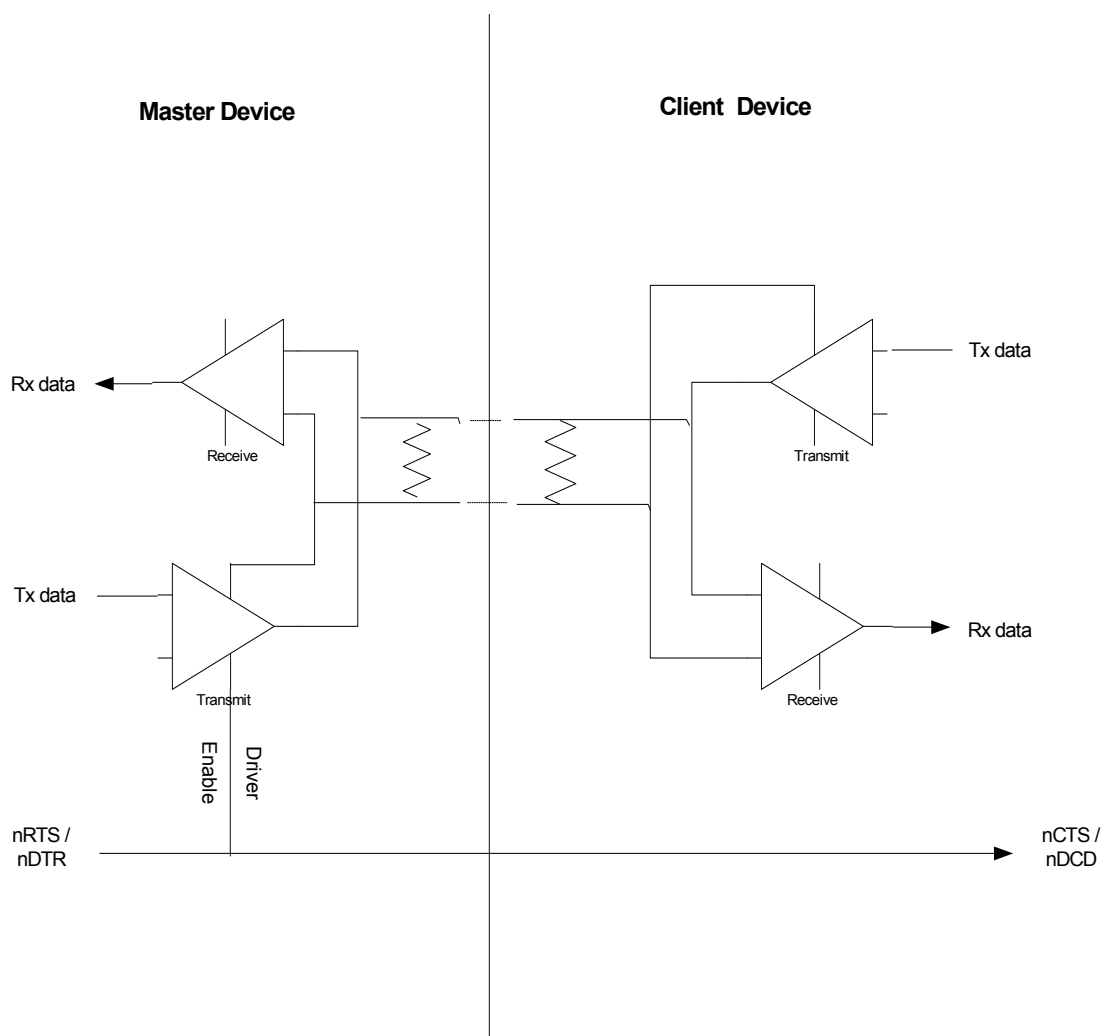 Master Device
Client Device
Rx data
Receive
Tx data
Transmit
Tx data
Transmit
Rx data
Receive
Driver
Enable
nRTS /
nDTR
nCTS /
nDCD